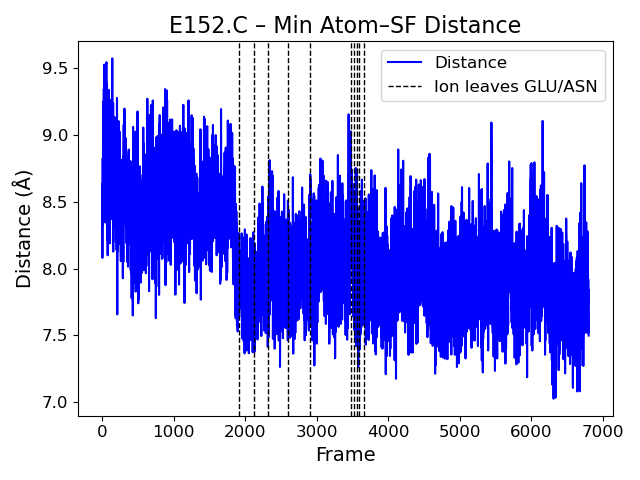 E152.C – Min Atom–SF Distance
Distance
Ion leaves GLU/ASN
Distance (Å)
9.5
9.0
8.5
8.0
7.5
7.0
0 1000 2000 3000 4000 5000 6000 7000
Frame